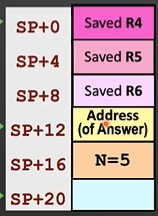 SP+0 Saved R4
SP+4 Saved R5
SP+8 Saved R6
SP+12 Address
(of Answer)
SP+16 N=5
SP+20